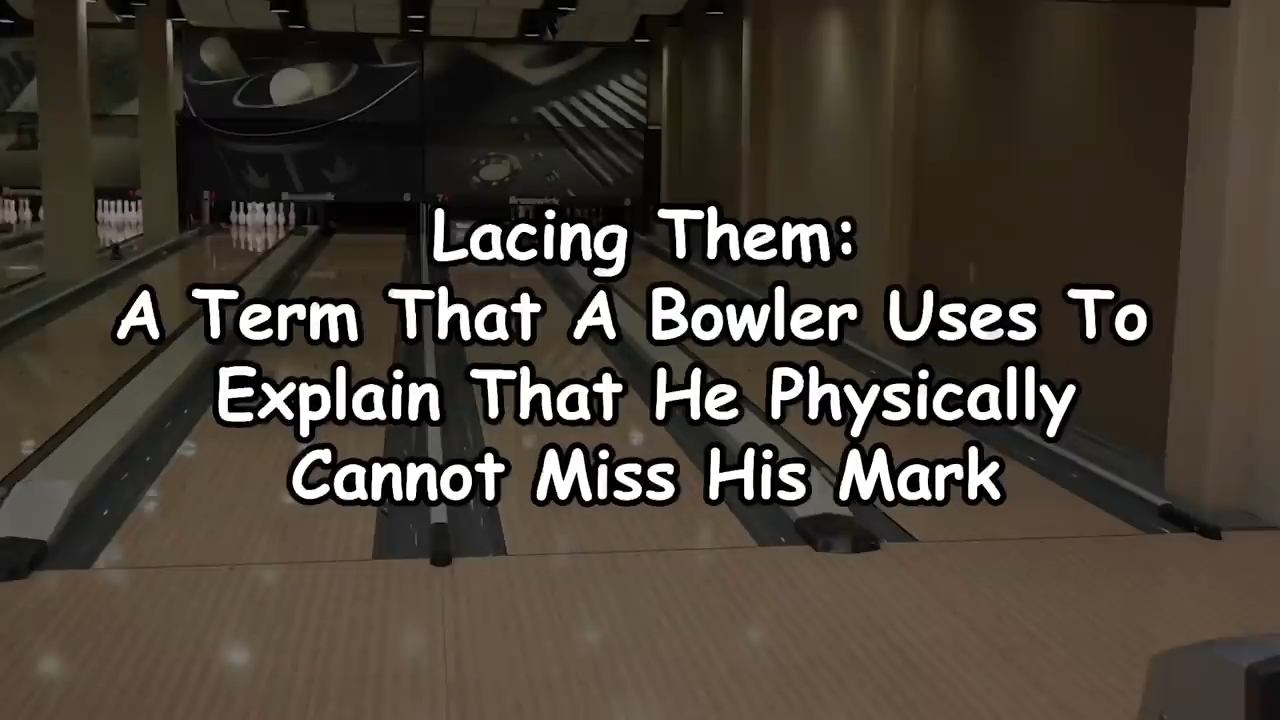 Lacing Them:
A Term That A Bowler Uses To
Explain That He Physically
Cannot Miss His Mark